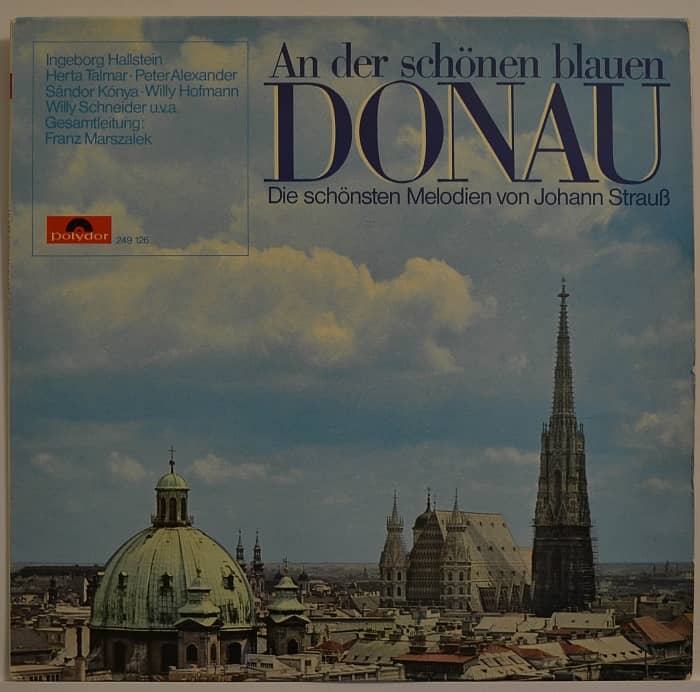 Ingeborg Hallstein
Herta Talmar · Peter Alexander
Sándor Kónya · Willy Hofmann
Willy Schneider u.v.a.
Gesamtleitung:
Franz Marszalek
Polydor 249 126
An der schönen blauen
DONAU
Die schönsten Melodien von Johann Strauß